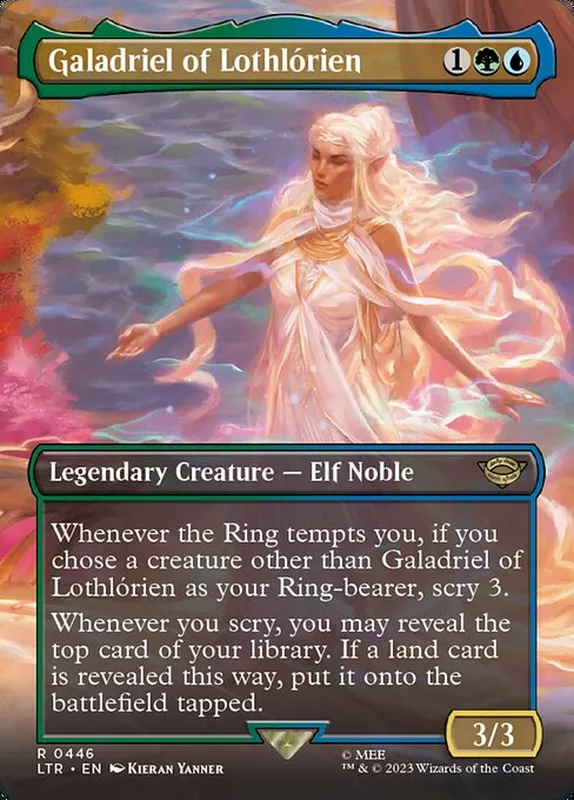 Galadriel of Lothlórien 1
Legendary Creature — Elf Noble
Whenever the Ring tempts you, if you
chose a creature other than Galadriel of
Lothlórien as your Ring-bearer, scry 3.
Whenever you scry, you may reveal the
top card of your library. If a land card
is revealed this way, put it onto the
battlefield tapped.
3/3
R 0446
LTR • EN Kieran Yanner
© MEE
™ & © 2023 Wizards of the Coast